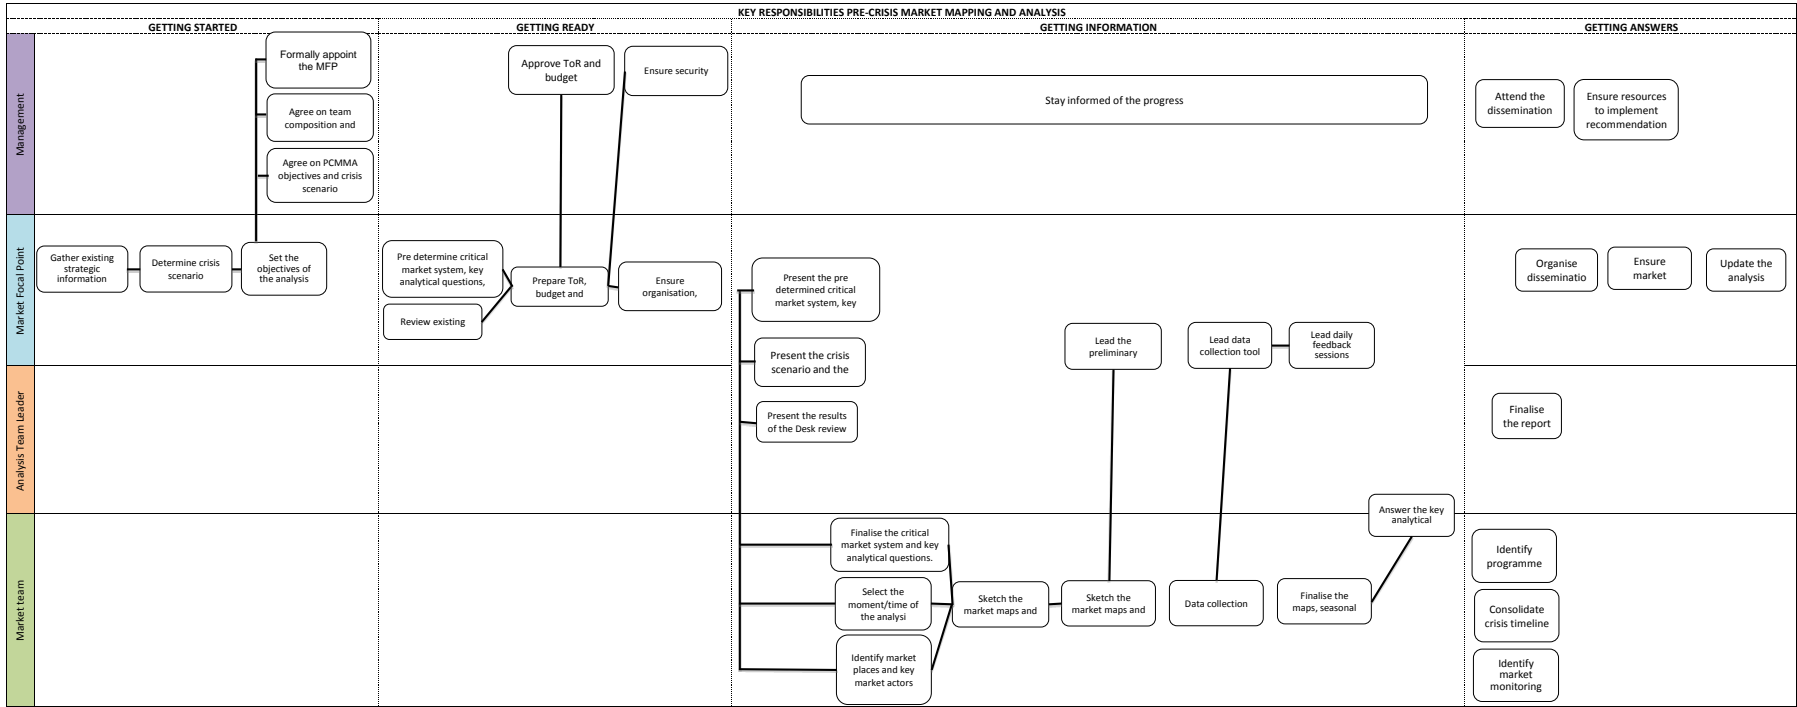 KEY RESPONSIBILITIES PRE-CRISIS MARKET MAPPING AND ANALYSIS
GETTING STARTED
GETTING READY
GETTING INFORMATION
GETTING ANSWERS
Management
Formally appoint
the MFP
Agree on team
composition and
Agree on PCMMA
objectives and crisis
scenario
Approve ToR and
budget
Ensure security
Stay informed of the progress
Attend the
dissemination
Ensure resources
to implement
recommendation
Market Focal Point
Gather existing
strategic
information
Determine crisis
scenario
Set the
objectives of
the analysis
Pre determine critical
market system, key
analytical questions,
Review existing
Prepare ToR,
budget and
Ensure
organisation,
Present the pre
determined critical
market system, key
Present the crisis
scenario and the
Lead the
preliminary
Lead data
collection tool
Lead daily
feedback
sessions
Organise
disseminatio
Ensure
market
Update the
analysis
Analysis Team Leader
Present the results
of the Desk review
Finalise
the report
Answer the key
analytical
Market team
Finalise the critical
market system and key
analytical questions.
Select the
moment/time of
the analysi
Identify market
places and key
market actors
Sketch the
market maps and
Sketch the
market maps and
Data collection
Finalise the
maps, seasonal
Identify
programme
Consolidate
crisis timeline
Identify
market
monitoring